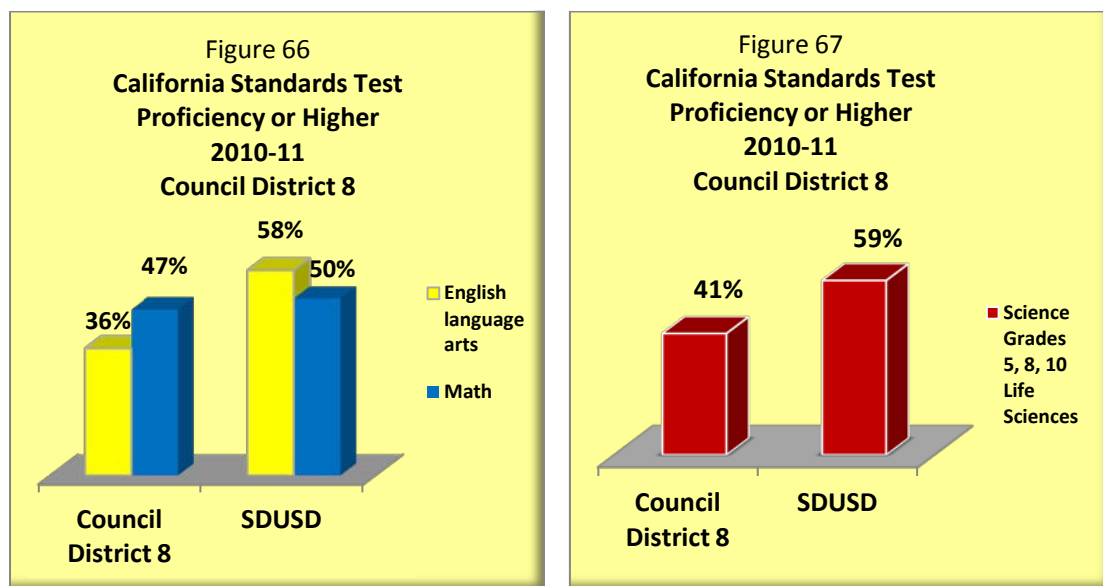 Figure 66
California Standards Test
Proficiency or Higher
2010-11
Council District 8
58%
47%
50%
36%
English
language
arts
Math
Council
District 8
SDUSD
Figure 67
California Standards Test
Proficiency or Higher
2010-11
Council District 8
59%
41%
Science
Grades
5, 8, 10
Life
Sciences
Council
District 8
SDUSD